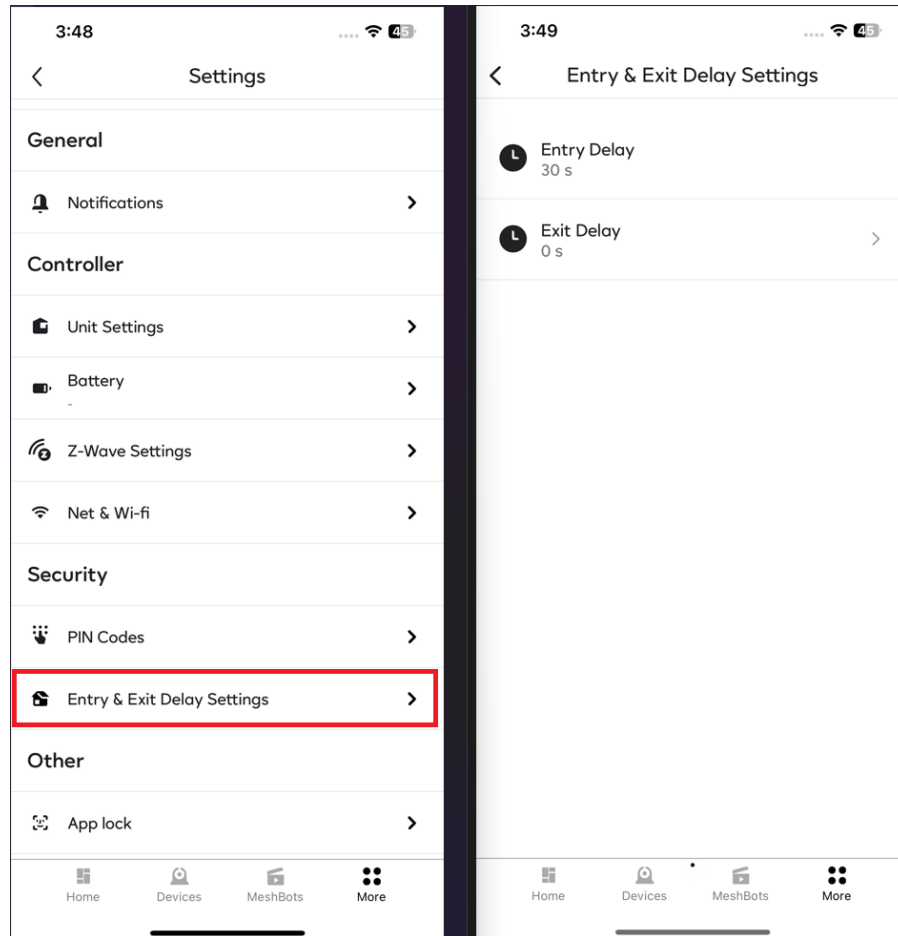 3:48
45
Settings
General
Notifications
Controller
Unit Settings
Battery
-
Z-Wave Settings
Net & Wi-fi
Security
PIN Codes
Entry & Exit Delay Settings
Other
App lock
Home Devices MeshBots More
3:49
45
Entry & Exit Delay Settings
Entry Delay
30 s
Exit Delay
0 s
Home Devices MeshBots More